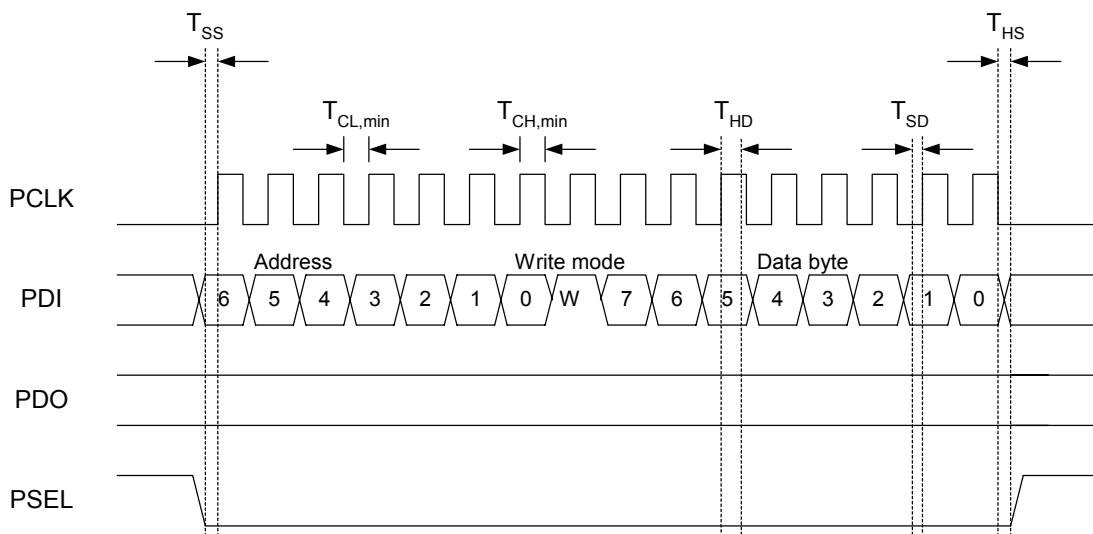 T_SS T_HS
T_CL,min T_CH,min T_HD T_SD
PCLK
Address Write mode Data byte
PDI 6 5 4 3 2 1 0 W 7 6 5 4 3 2 1 0
PDO
PSEL